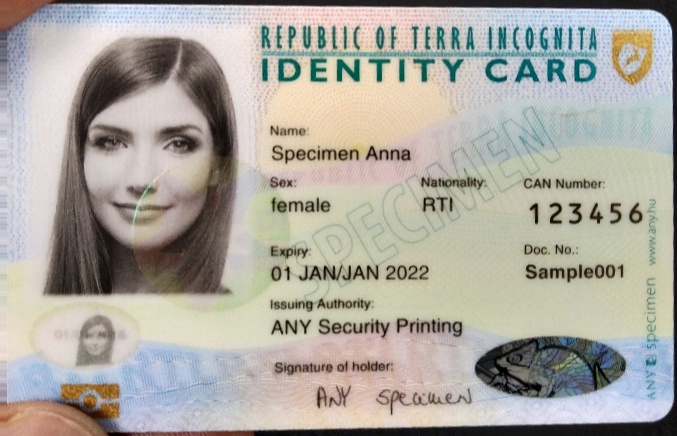 REPUBLIC OF TERRA INCOGNITA
IDENTITY CARD
Name:
Specimen Anna
Sex:
female
Nationality:
RTI
CAN Number:
123456
Expiry:
01 JAN/JAN 2022
Doc. No.:
Sample001
Issuing Authority:
ANY Security Printing
Signature of holder:
ANY specimen
SPECIMEN
ANY specimen www.any.hu